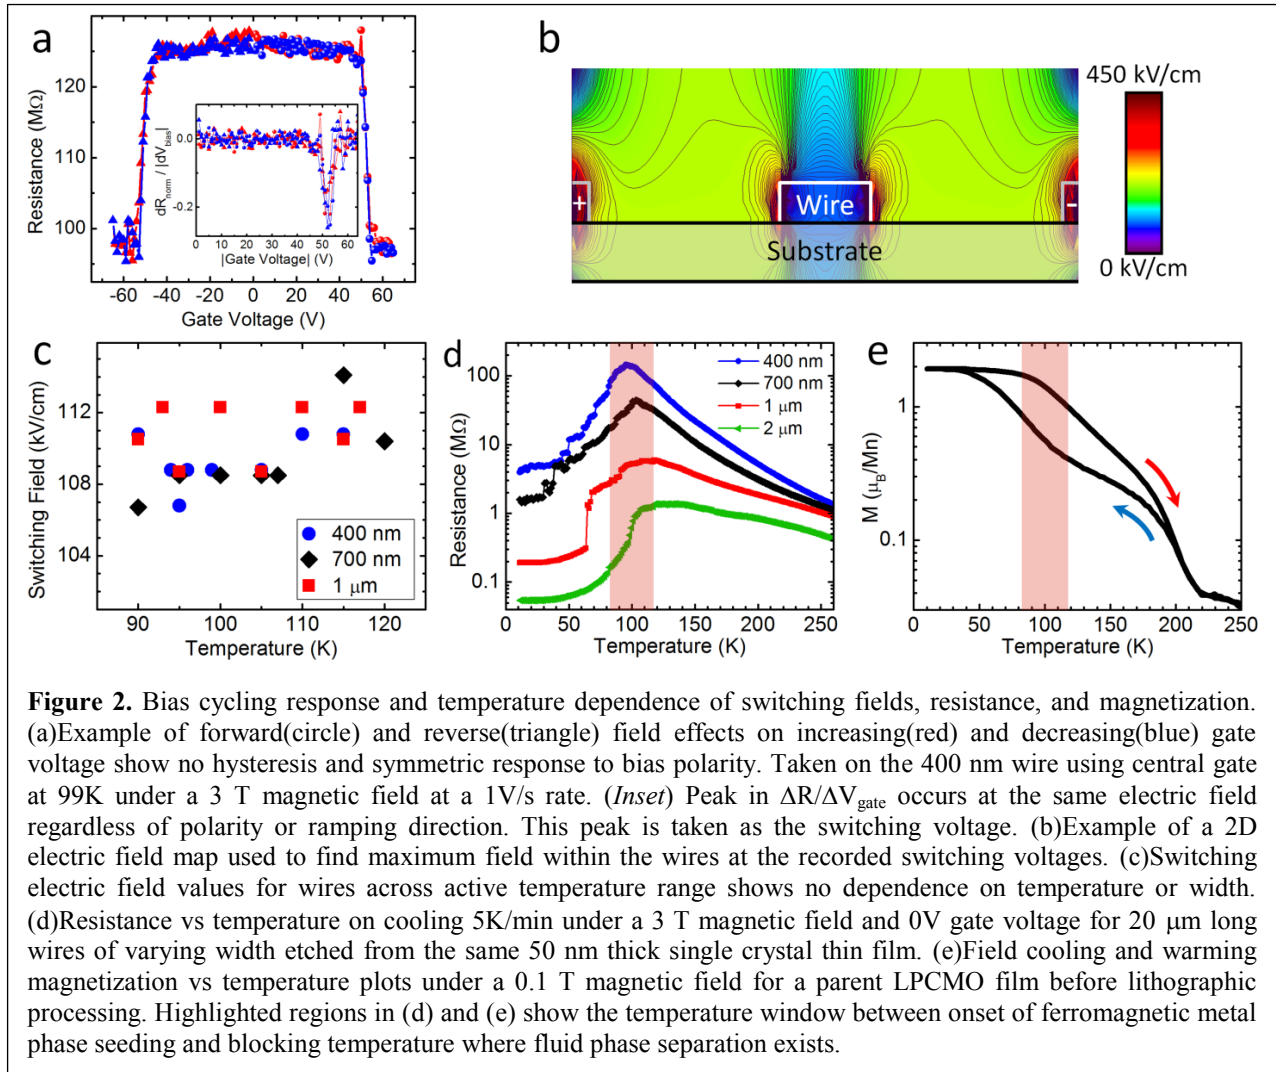 a
Resistance (MΩ)
125
116
107
98
-60 -40 -20 0 20 40 60
Gate Voltage (V)
dR_norm / |dV_bias|
0.0
-0.2
0 10 20 30 40 50 60
|Gate Voltage| (V)
b
450 kV/cm
0 kV/cm
+
Wire
-
Substrate
c
Switching Field (kV/cm)
112
108
104
90 100 110 120
Temperature (K)
400 nm
700 nm
1 μm
d
Resistance (MΩ)
100
10
1
0.1
0 50 100 150 200 250
Temperature (K)
400 nm
700 nm
1 μm
2 μm
e
M (μ_B/Mn)
1
0.1
0 50 100 150 200 250
Temperature (K)
Figure 2. Bias cycling response and temperature dependence of switching fields, resistance, and magnetization.
(a)Example of forward(circle) and reverse(triangle) field effects on increasing(red) and decreasing(blue) gate
voltage show no hysteresis and symmetric response to bias polarity. Taken on the 400 nm wire using central gate
at 99K under a 3 T magnetic field at a 1V/s rate. (Inset) Peak in ΔR/ΔV_gate occurs at the same electric field
regardless of polarity or ramping direction. This peak is taken as the switching voltage. (b)Example of a 2D
electric field map used to find maximum field within the wires at the recorded switching voltages. (c)Switching
electric field values for wires across active temperature range shows no dependence on temperature or width.
(d)Resistance vs temperature on cooling 5K/min under a 3 T magnetic field and 0V gate voltage for 20 μm long
wires of varying width etched from the same 50 nm thick single crystal thin film. (e)Field cooling and warming
magnetization vs temperature plots under a 0.1 T magnetic field for a parent LPCMO film before lithographic
processing. Highlighted regions in (d) and (e) show the temperature window between onset of ferromagnetic metal
phase seeding and blocking temperature where fluid phase separation exists.